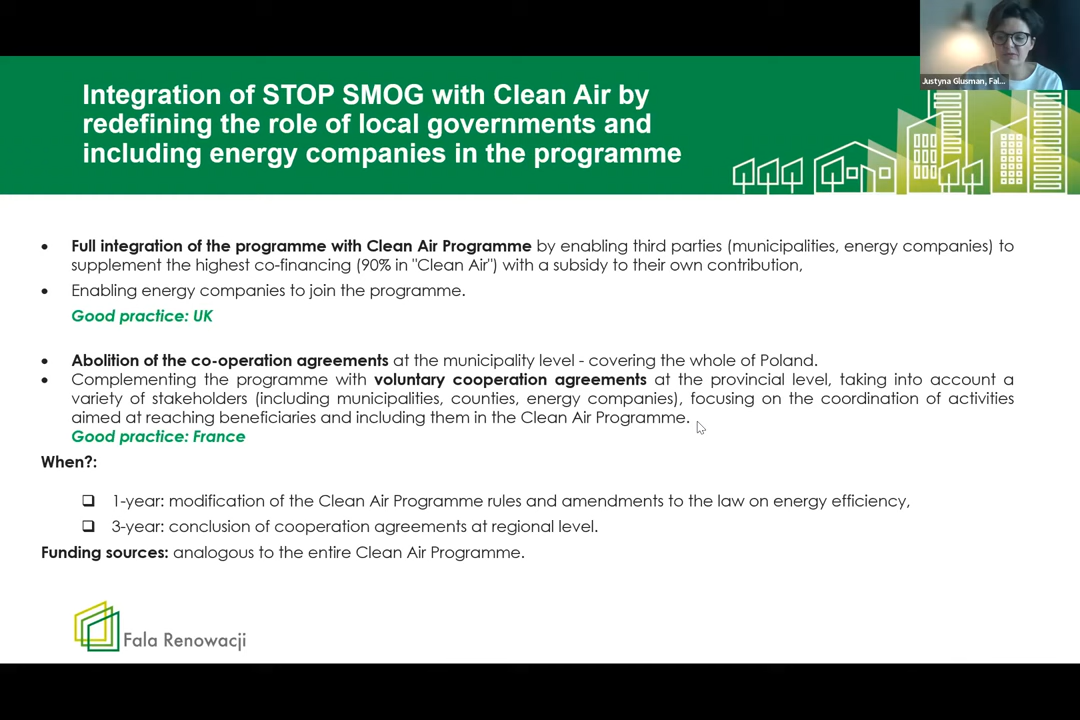 Justyna Glusman, Fal...
Integration of STOP SMOG with Clean Air by
redefining the role of local governments and
including energy companies in the programme
• Full integration of the programme with Clean Air Programme by enabling third parties (municipalities, energy companies) to
supplement the highest co-financing (90% in "Clean Air") with a subsidy to their own contribution,
• Enabling energy companies to join the programme.
Good practice: UK
• Abolition of the co-operation agreements at the municipality level - covering the whole of Poland.
• Complementing the programme with voluntary cooperation agreements at the provincial level, taking into account a
variety of stakeholders (including municipalities, counties, energy companies), focusing on the coordination of activities
aimed at reaching beneficiaries and including them in the Clean Air Programme.
Good practice: France
When?:
❑ 1-year: modification of the Clean Air Programme rules and amendments to the law on energy efficiency,
❑ 3-year: conclusion of cooperation agreements at regional level.
Funding sources: analogous to the entire Clean Air Programme.
Fala Renowacji